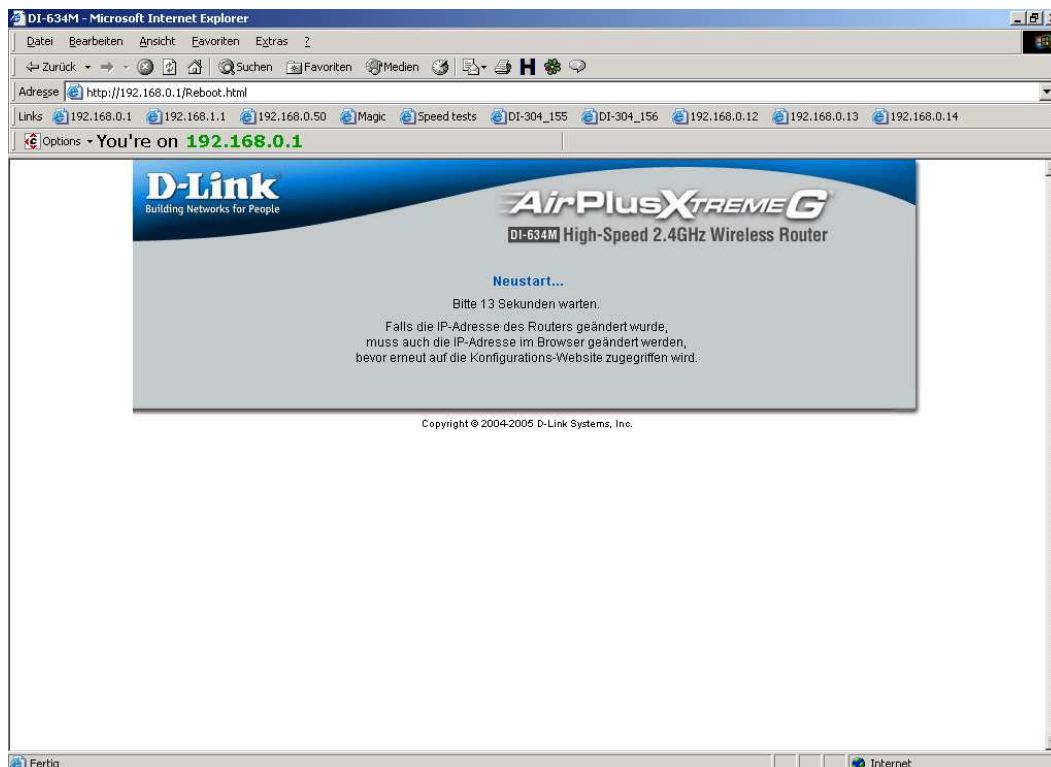 DI-634M - Microsoft Internet Explorer
Datei Bearbeiten Ansicht Favoriten Extras ?
Zurück Suchen Favoriten Medien H
Adresse http://192.168.0.1/Reboot.html
Links 192.168.0.1 192.168.1.1 192.168.0.50 Magic Speed tests DI-304_155 DI-304_156 192.168.0.12 192.168.0.13 192.168.0.14
Options You're on 192.168.0.1
D-Link
Building Networks for People
AirPlusXTREMEG
DI-634M High-Speed 2.4GHz Wireless Router
Neustart...
Bitte 13 Sekunden warten.
Falls die IP-Adresse des Routers geändert wurde,
muss auch die IP-Adresse im Browser geändert werden,
bevor erneut auf die Konfigurations-Website zugegriffen wird.
Copyright © 2004-2005 D-Link Systems, Inc.
Fertig Internet